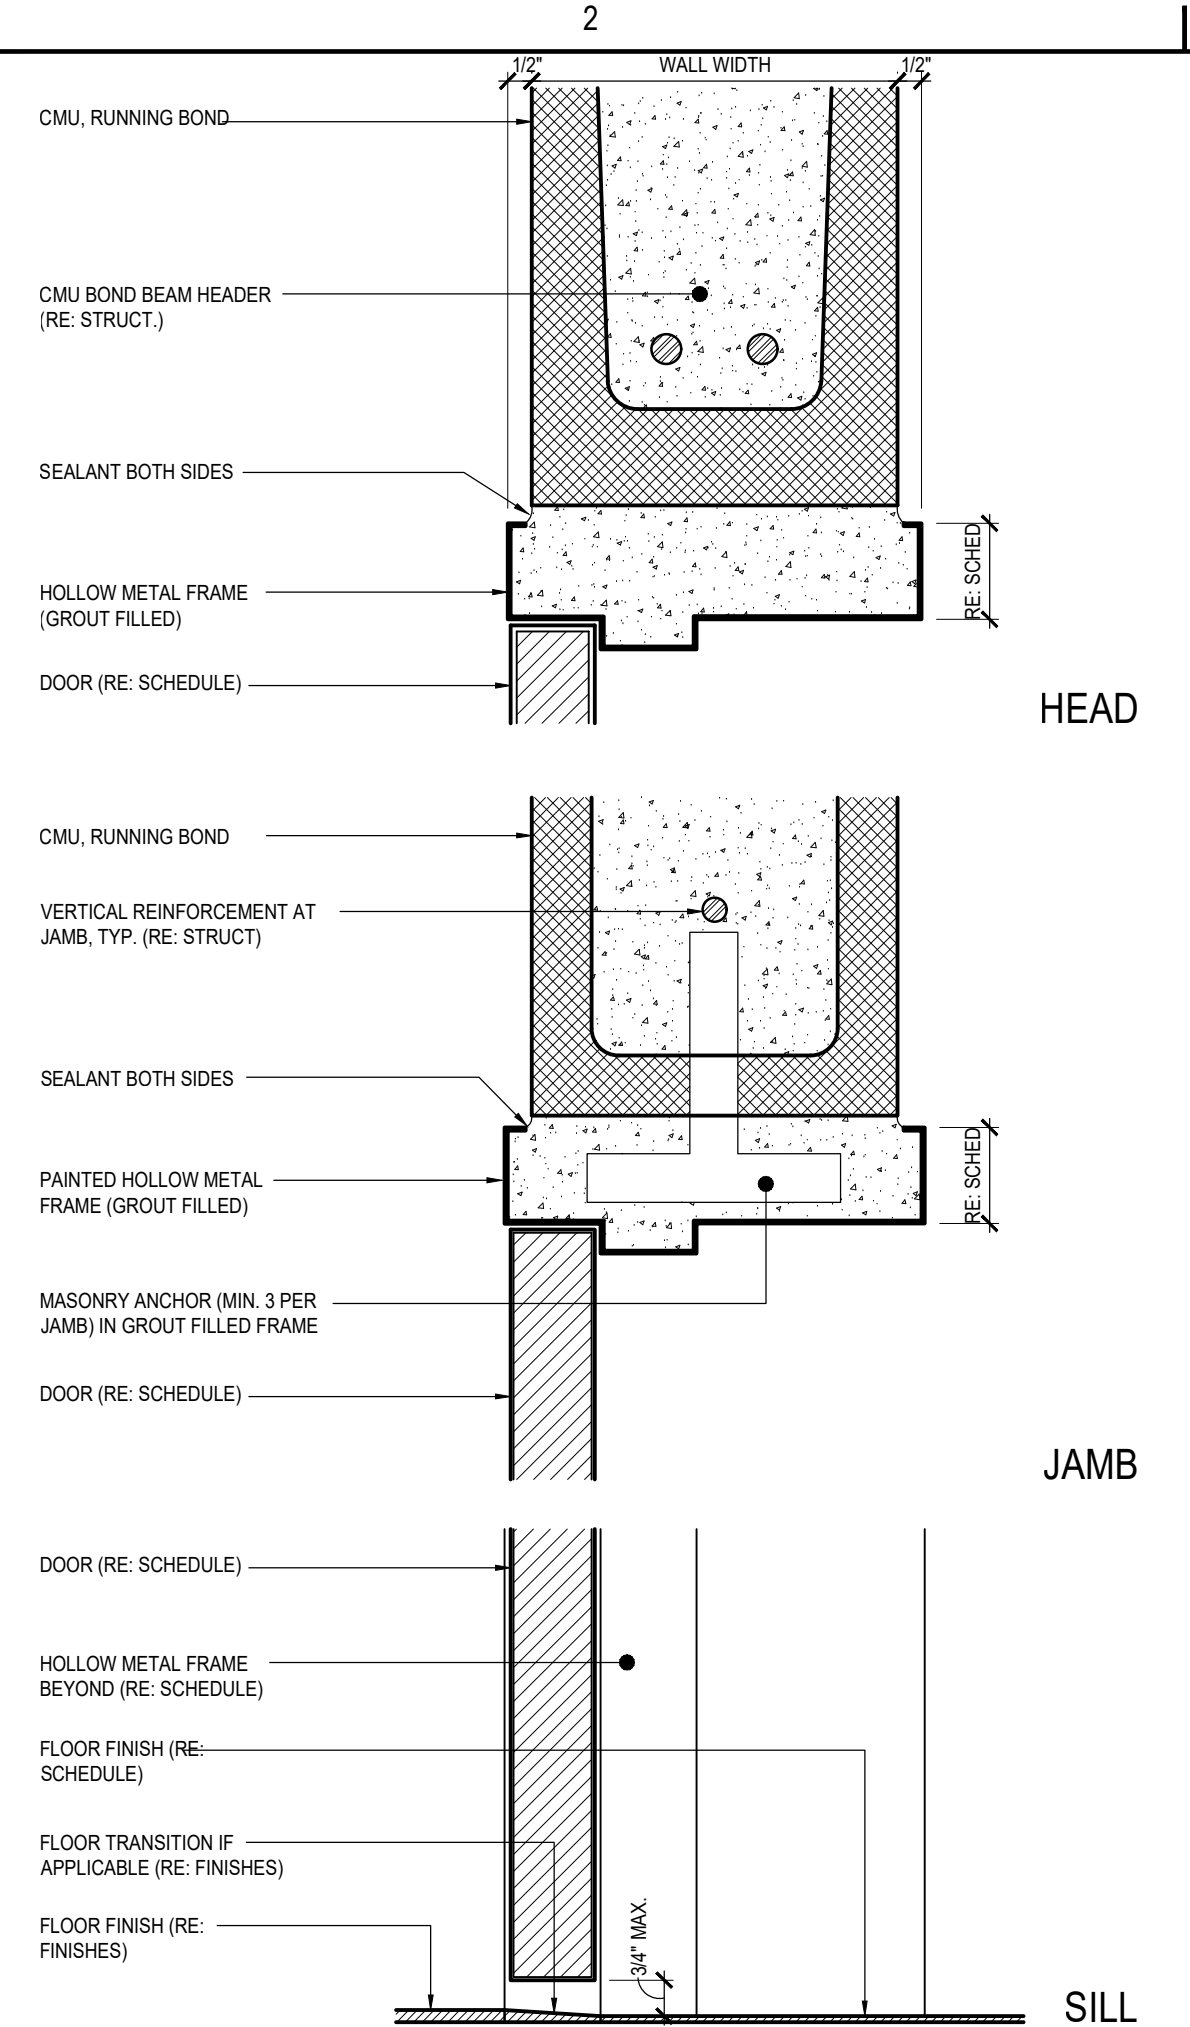 2
1/2" WALL WIDTH 1/2"
CMU, RUNNING BOND
CMU BOND BEAM HEADER
(RE: STRUCT.)
SEALANT BOTH SIDES
HOLLOW METAL FRAME
(GROUT FILLED)
RE: SCHED
DOOR (RE: SCHEDULE)
HEAD
CMU, RUNNING BOND
VERTICAL REINFORCEMENT AT
JAMB, TYP. (RE: STRUCT)
SEALANT BOTH SIDES
PAINTED HOLLOW METAL
FRAME (GROUT FILLED)
RE: SCHED
MASONRY ANCHOR (MIN. 3 PER
JAMB) IN GROUT FILLED FRAME
DOOR (RE: SCHEDULE)
JAMB
DOOR (RE: SCHEDULE)
HOLLOW METAL FRAME
BEYOND (RE: SCHEDULE)
FLOOR FINISH (RE:
SCHEDULE)
FLOOR TRANSITION IF
APPLICABLE (RE: FINISHES)
FLOOR FINISH (RE:
FINISHES)
3/4" MAX.
SILL